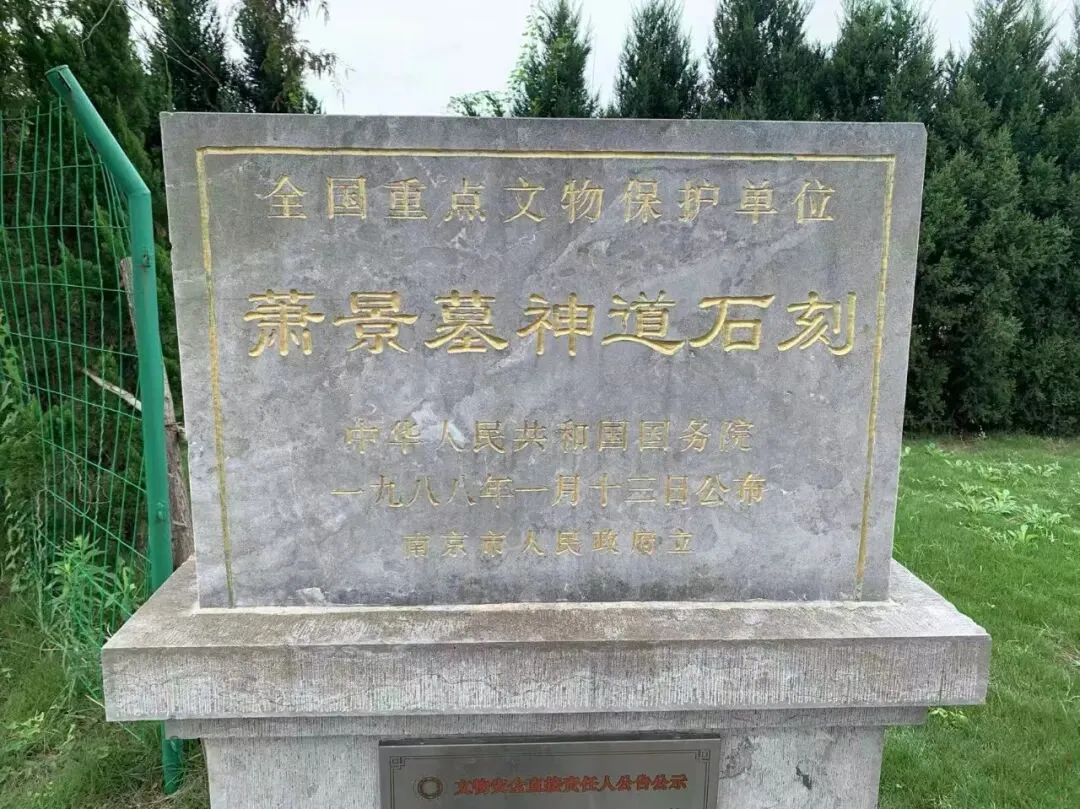 全国重点文物保护单位
萧景墓神道石刻
中华人民共和国国务院
一九八八年一月十三日公布
南京市人民政府立
文物安全直接责任人公告公示